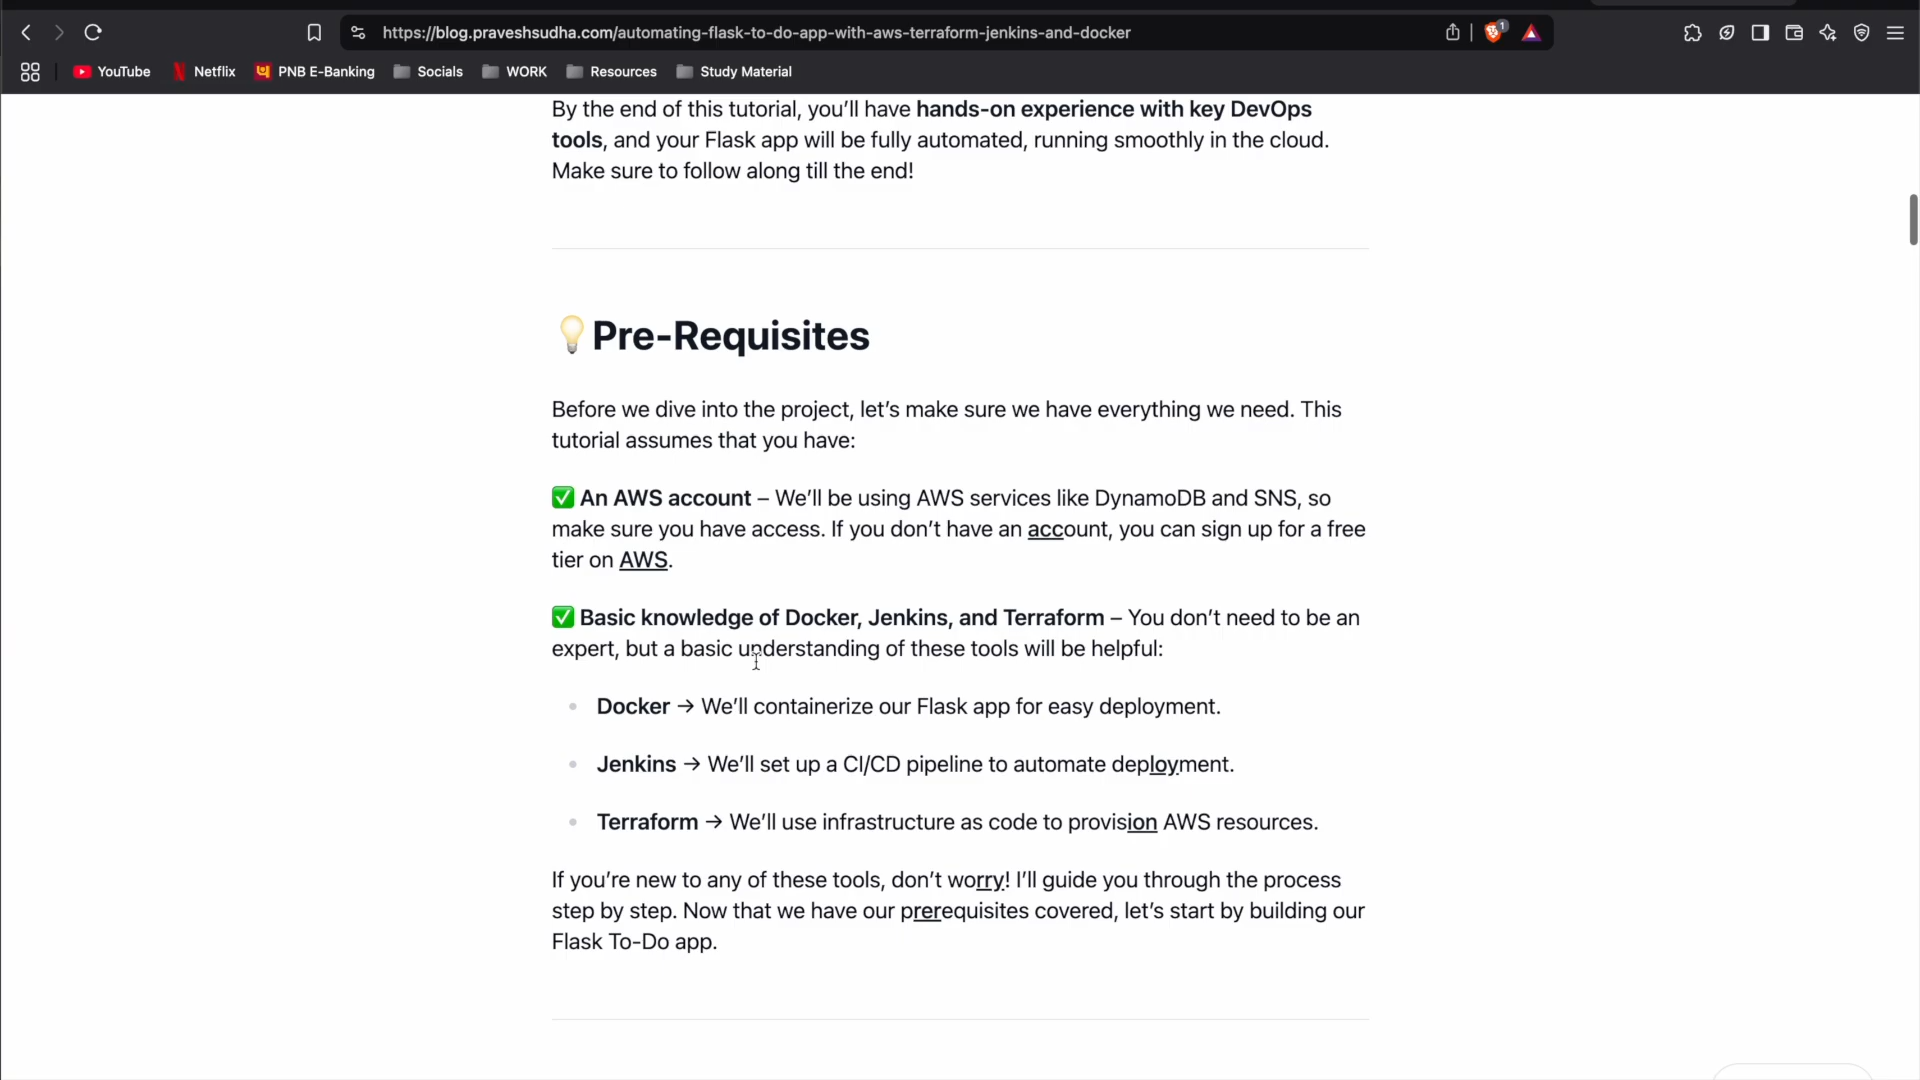 https://blog.praveshsudha.com/automating-flask-to-do-app-with-aws-terraform-jenkins-and-docker
1
YouTube
Netflix
PNB E-Banking
Socials
WORK
Resources
Study Material
By the end of this tutorial, you’ll have hands-on experience with key DevOps
tools, and your Flask app will be fully automated, running smoothly in the cloud.
Make sure to follow along till the end!
💡Pre-Requisites
Before we dive into the project, let’s make sure we have everything we need. This
tutorial assumes that you have:
✅ An AWS account – We’ll be using AWS services like DynamoDB and SNS, so
make sure you have access. If you don’t have an account, you can sign up for a free
tier on AWS.
✅ Basic knowledge of Docker, Jenkins, and Terraform – You don’t need to be an
expert, but a basic understanding of these tools will be helpful:
Docker → We’ll containerize our Flask app for easy deployment.
Jenkins → We’ll set up a CI/CD pipeline to automate deployment.
Terraform → We’ll use infrastructure as code to provision AWS resources.
If you’re new to any of these tools, don’t worry! I’ll guide you through the process
step by step. Now that we have our prerequisites covered, let’s start by building our
Flask To-Do app.